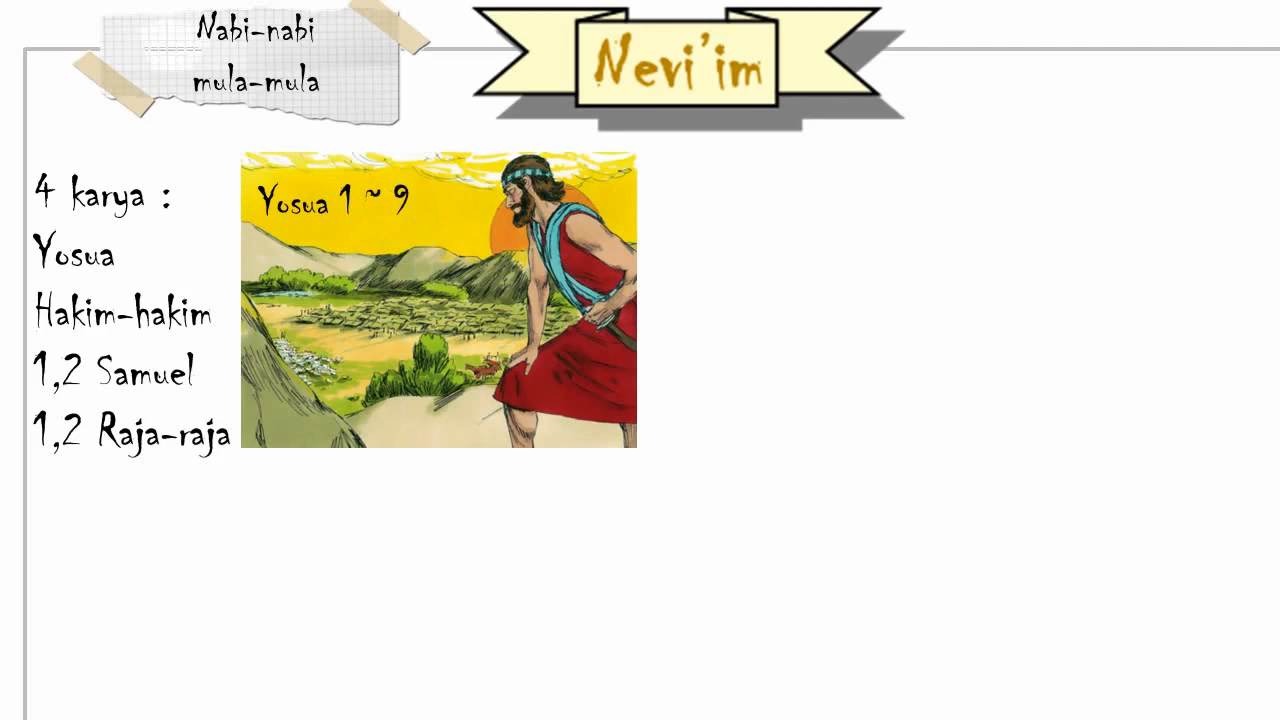 Nabi-nabi
mula-mula
Nevi'im
4 karya :
Yosua
Hakim-hakim
1,2 Samuel
1,2 Raja-raja
Yosua 1 ~ 9